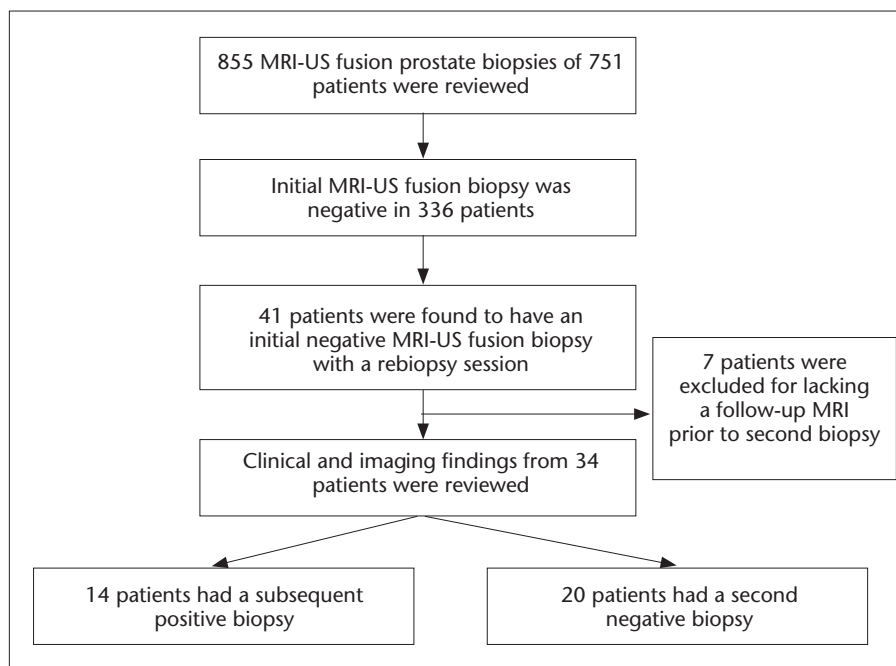 855 MRI-US fusion prostate biopsies of 751
patients were reviewed
Initial MRI-US fusion biopsy was
negative in 336 patients
41 patients were found to have an
initial negative MRI-US fusion biopsy
with a rebiopsy session
7 patients were
excluded for lacking
a follow-up MRI
prior to second biopsy
Clinical and imaging findings from 34
patients were reviewed
14 patients had a subsequent
positive biopsy
20 patients had a second
negative biopsy